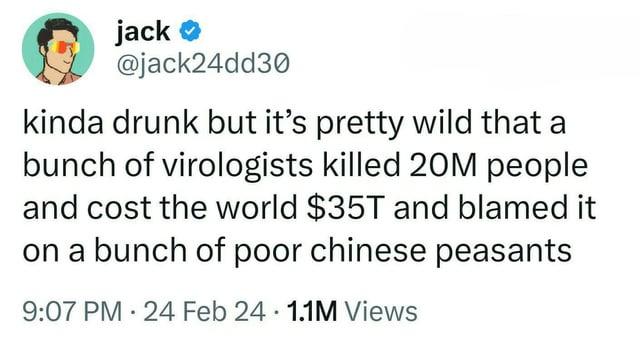 jack
@jack24dd30
kinda drunk but it’s pretty wild that a
bunch of virologists killed 20M people
and cost the world $35T and blamed it
on a bunch of poor chinese peasants
9:07 PM · 24 Feb 24 · 1.1M Views